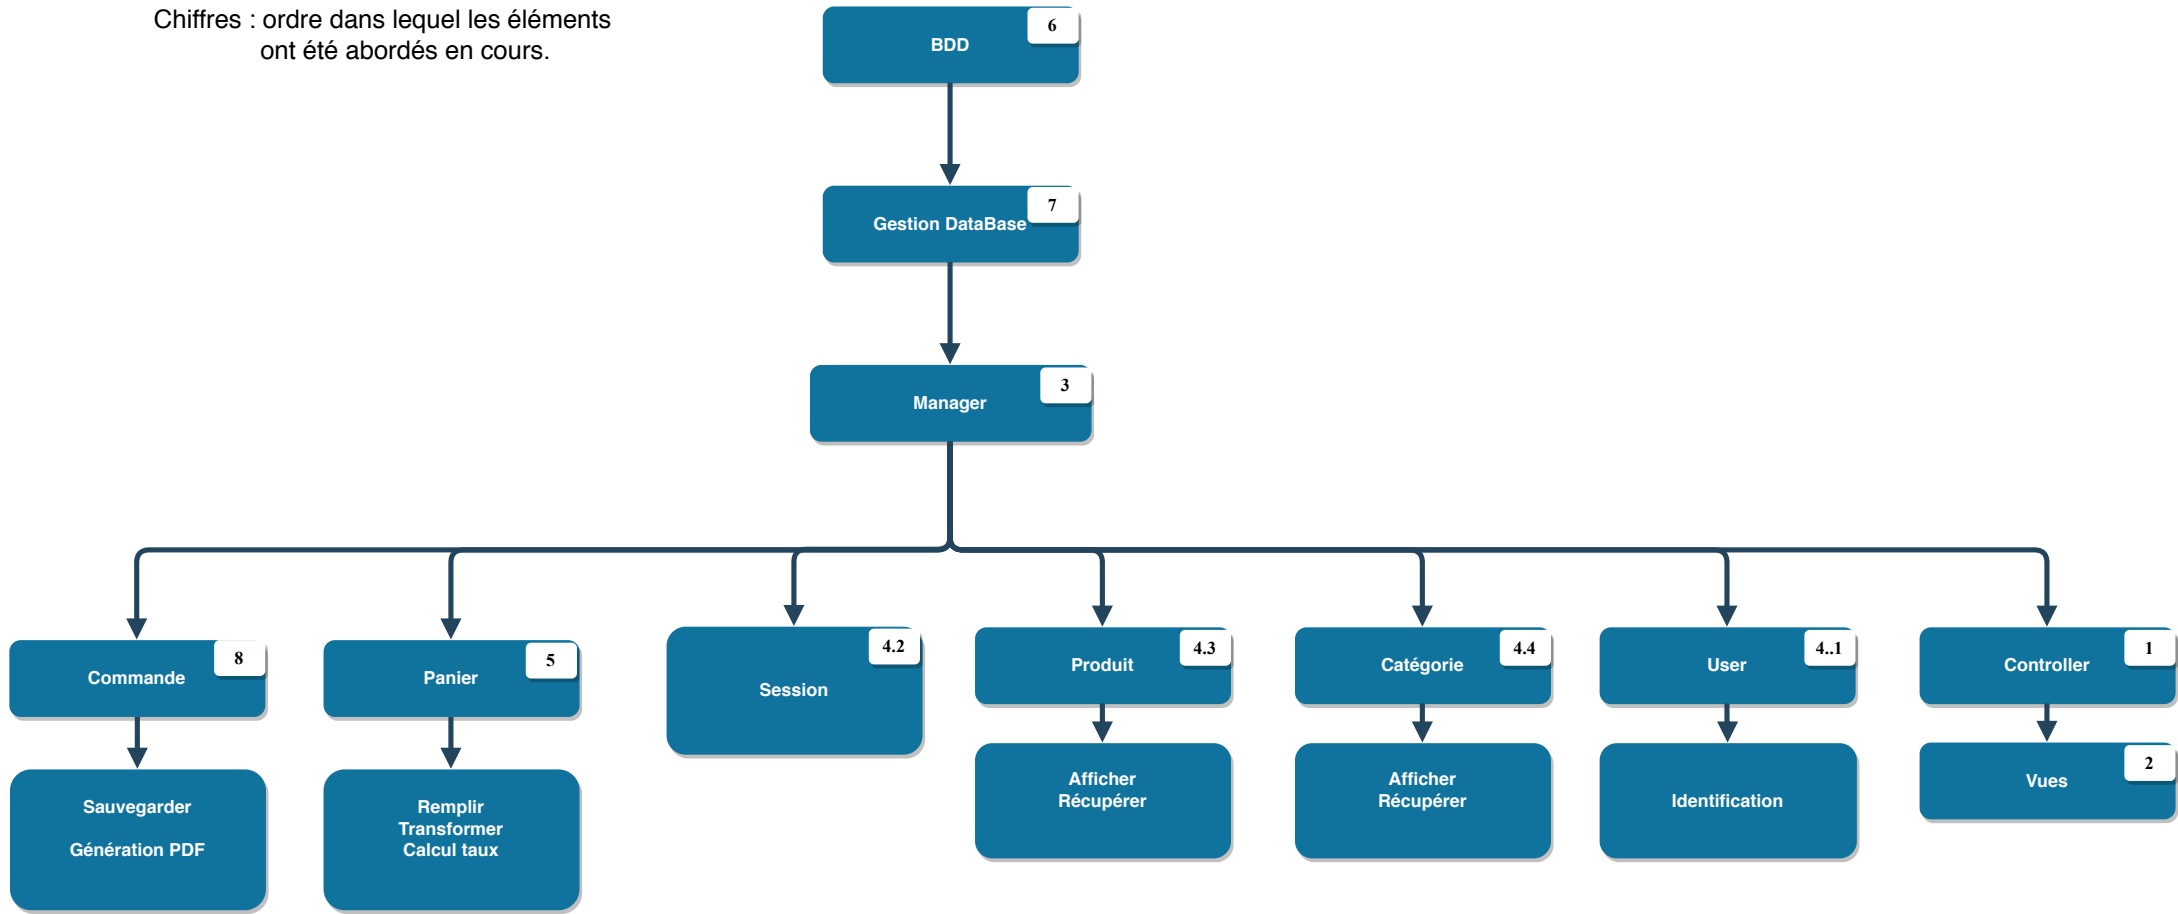 Chiffres : ordre dans lequel les éléments
ont été abordés en cours.
BDD
6
Gestion DataBase
7
Manager
3
Commande
8
Panier
5
Session
4.2
Produit
4.3
Catégorie
4.4
User
4..1
Controller
1
Sauvegarder
Génération PDF
Remplir
Transformer
Calcul taux
Afficher
Récupérer
Afficher
Récupérer
Identification
Vues
2